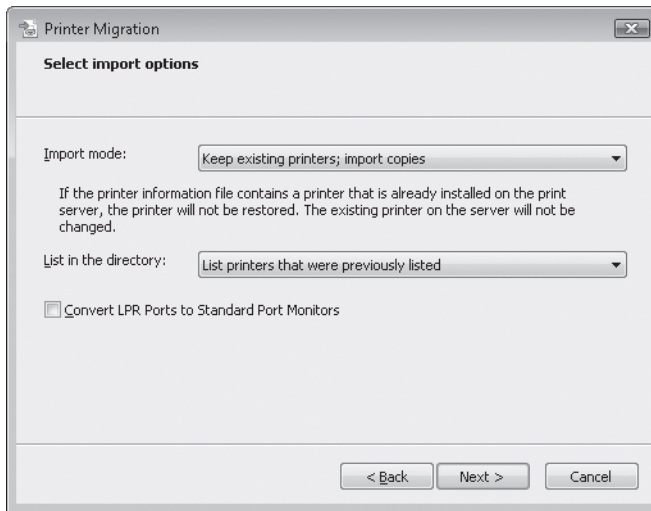 Printer Migration
Select import options
Import mode: Keep existing printers; import copies
If the printer information file contains a printer that is already installed on the print
server, the printer will not be restored. The existing printer on the server will not be
changed.
List in the directory: List printers that were previously listed
Convert LPR Ports to Standard Port Monitors
< Back Next > Cancel